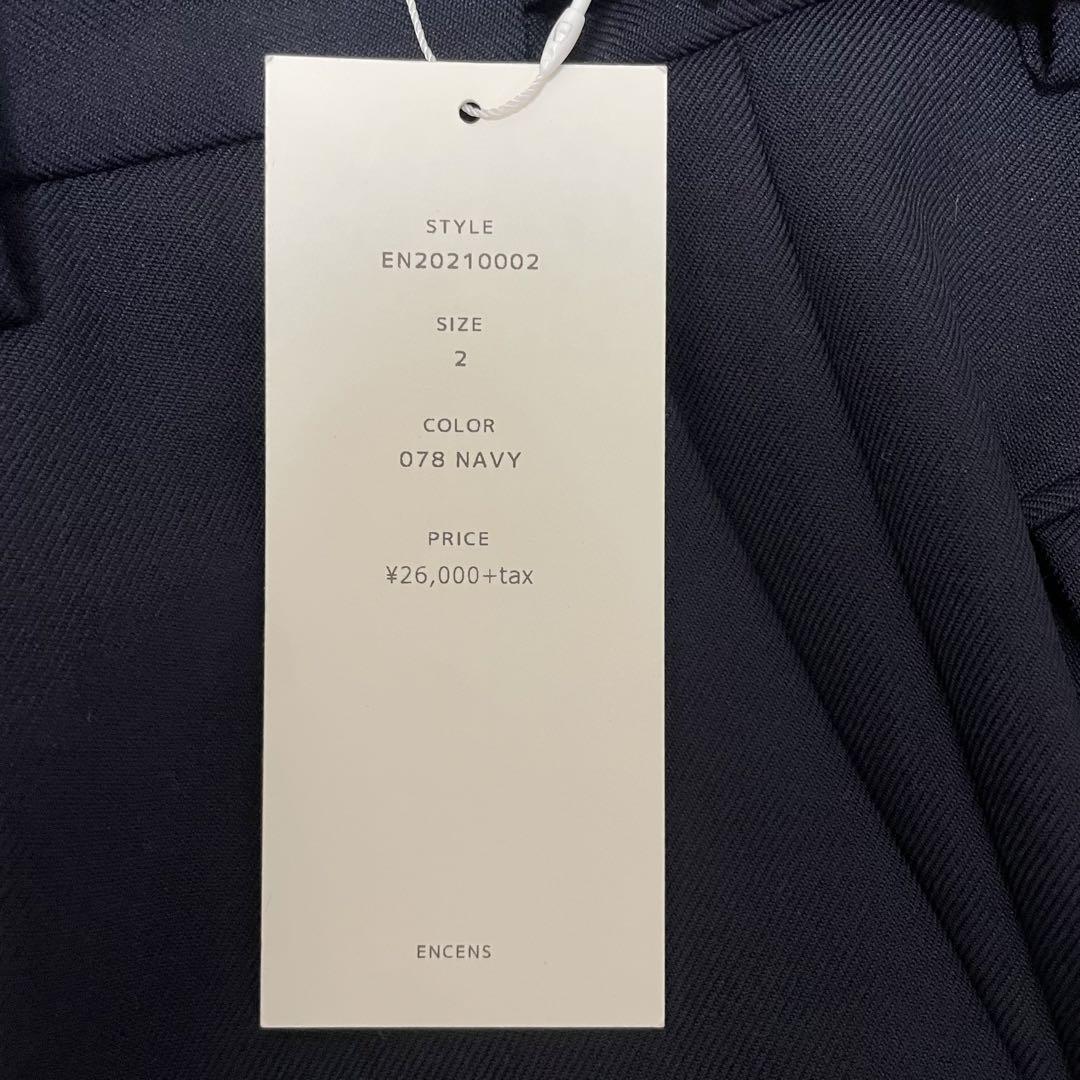 STYLE
EN20210002
SIZE
2
COLOR
078 NAVY
PRICE
¥26,000+tax
ENCENS